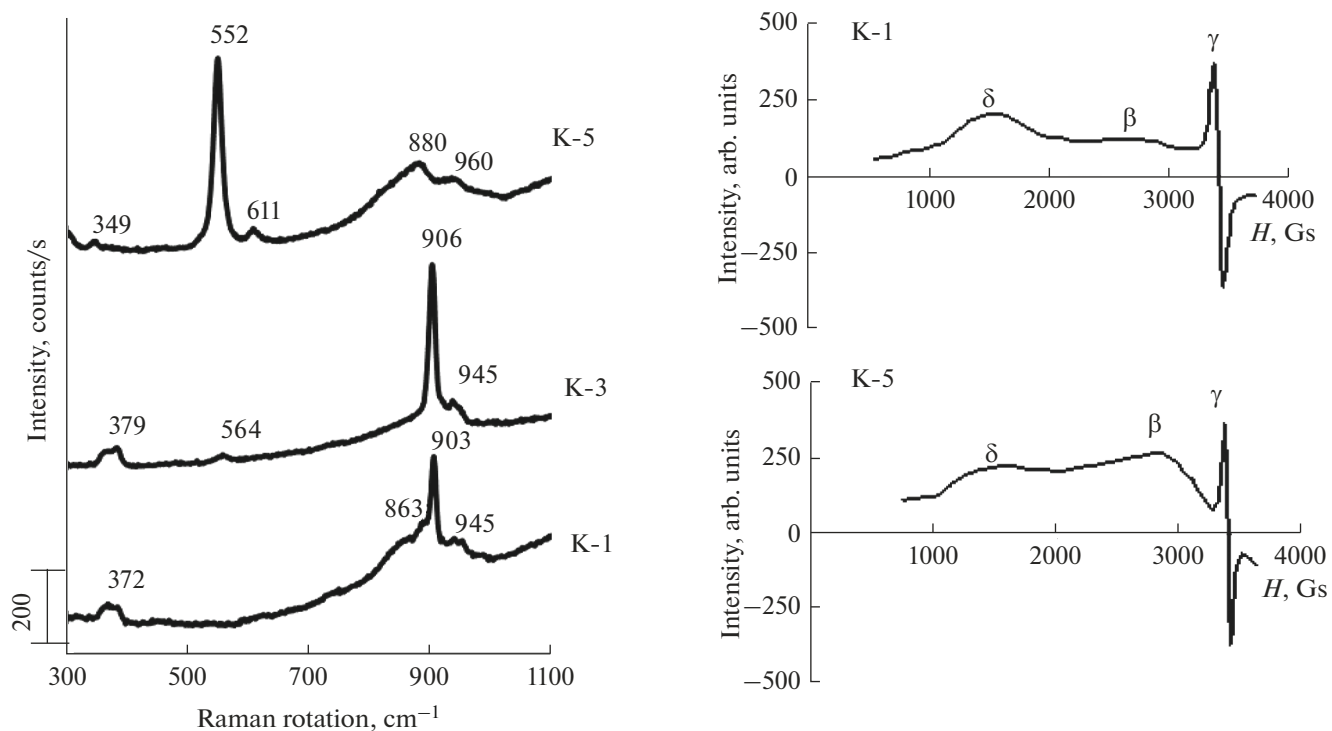 552
K-5
880
960
349
611
906
K-3
945
379
564
903
863
945
K-1
372
200
300
500
700
900
1100
Raman rotation, cm−1
Intensity, counts/s
K-1
500
250
0
−250
−500
δ
β
γ
1000
2000
3000
4000
H, Gs
Intensity, arb. units
K-5
500
250
0
−250
−500
δ
β
γ
1000
2000
3000
4000
H, Gs
Intensity, arb. units